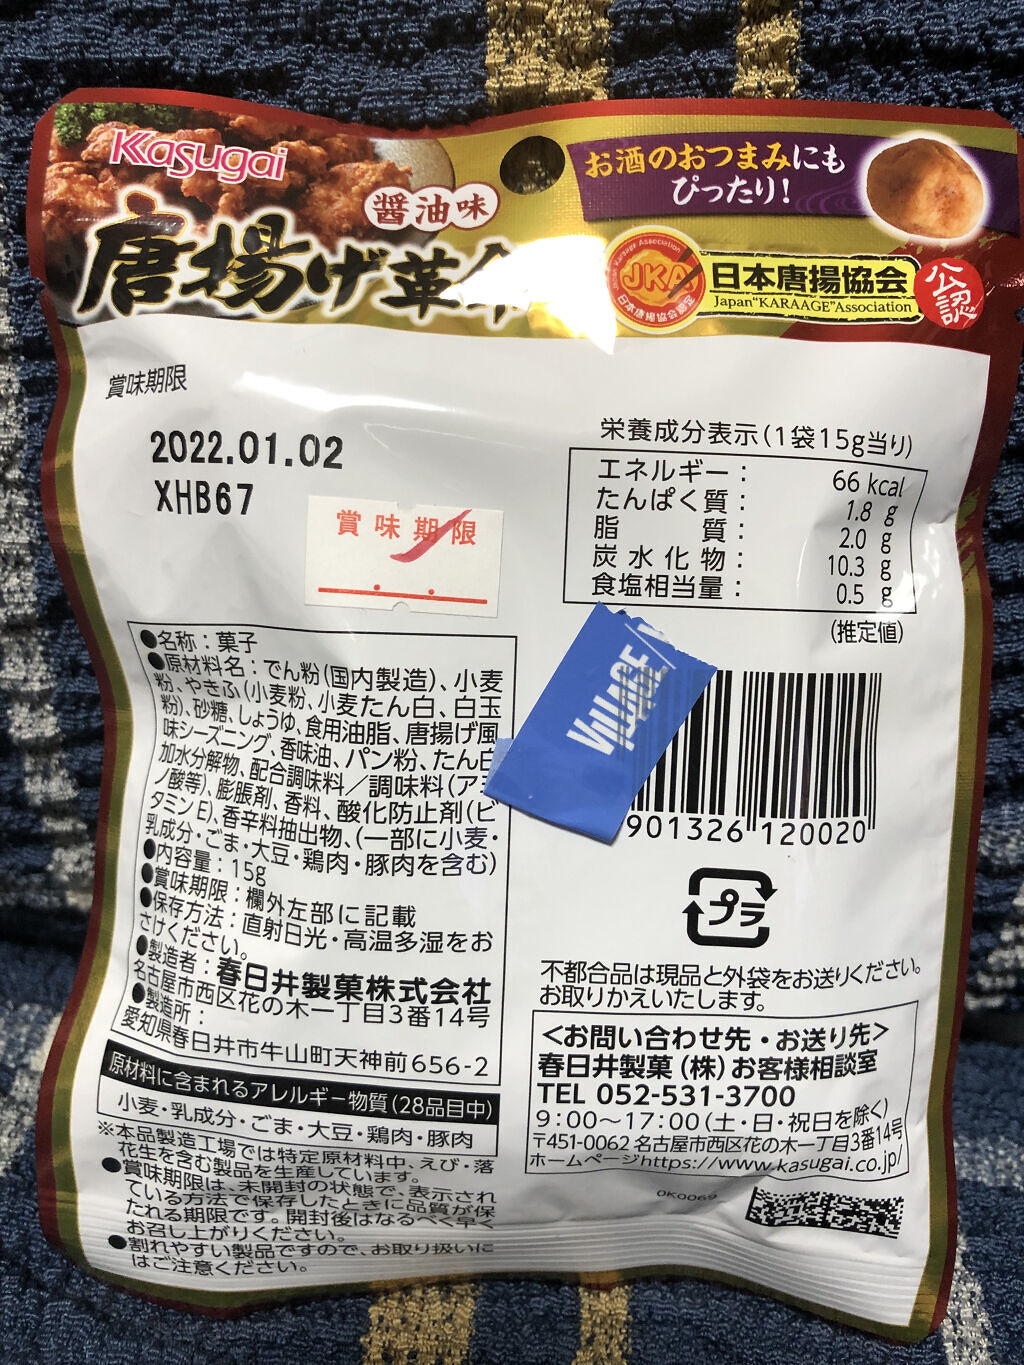 Kasugai
醤油味
唐揚げ革命
お酒のおつまみにも
ぴったり!
Japan Karaage Association
JKA
日本唐揚協会認定
日本唐揚協会
Japan"KARAAGE"Association
公認
賞味期限
2022.01.02
XHB67
賞味期限
栄養成分表示(1袋15g当り)
エネルギー: 66 kcal
たんぱく質: 1.8 g
脂質: 2.0 g
炭水化物: 10.3 g
食塩相当量: 0.5 g
(推定値)
●名称:菓子
●原材料名:でん粉(国内製造)、小麦
粉、やきふ(小麦粉、小麦たん白、白玉
粉)、砂糖、しょうゆ、食用油脂、唐揚げ風
味シーズニング、香味油、パン粉、たん白
加水分解物、配合調味料/調味料(アミ
ノ酸等)、膨脹剤、香料、酸化防止剤(ビ
タミンE)、香辛料抽出物、(一部に小麦・
乳成分・ごま・大豆・鶏肉・豚肉を含む)
●内容量:15g
●賞味期限:欄外左部に記載
●保存方法:直射日光・高温多湿をお
さけください。
●製造者:春日井製菓株式会社
名古屋市西区花の木一丁目3番14号
●製造所:
愛知県春日井市牛山町天神前656-2
原材料に含まれるアレルギー物質(28品目中)
小麦・乳成分・ごま・大豆・鶏肉・豚肉
※本品製造工場では特定原材料中、えび・落
花生を含む製品を生産しています。
●賞味期限は、未開封の状態で、表示され
ている方法で保存したときに品質が保
たれる期限です。開封後はなるべく早く
お召し上がりください。
●割れやすい製品ですので、お取り扱いに
はご注意ください。
901326 120020
プラ
不都合品は現品と外袋をお送りください。
お取りかえいたします。
<お問い合わせ先・お送り先>
春日井製菓(株)お客様相談室
TEL 052-531-3700
9:00~17:00(土・日・祝日を除く)
〒451-0062 名古屋市西区花の木一丁目3番14号
ホームページhttps://www.kasugai.co.jp/
0K0069